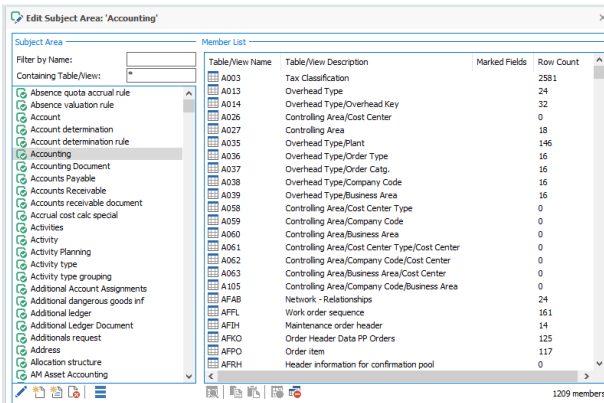 Edit Subject Area: 'Accounting'
Subject Area
Filter by Name:
Containing Table/View: *
Absence quota accrual rule
Absence valuation rule
Account
Account determination
Account determination rule
Accounting
Accounting Document
Accounts Payable
Accounts Receivable
Accounts receivable document
Accrual cost calc special
Activities
Activity
Activity Planning
Activity type
Activity type grouping
Additional Account Assignments
Additional dangerous goods inf
Additional ledger
Additional Ledger Document
Additionals request
Address
Allocation structure
AM Asset Accounting
Member List
Table/View Name Table/View Description Marked Fields Row Count
A003 Tax Classification 2581
A013 Overhead Type 24
A014 Overhead Type/Overhead Key 32
A026 Controlling Area/Cost Center 0
A027 Controlling Area 18
A035 Overhead Type/Plant 146
A036 Overhead Type/Order Type 16
A037 Overhead Type/Order Catg. 16
A038 Overhead Type/Company Code 16
A039 Overhead Type/Business Area 16
A058 Controlling Area/Cost Center Type 0
A059 Controlling Area/Company Code 0
A060 Controlling Area/Business Area 0
A061 Controlling Area/Cost Center Type/Cost Center 0
A062 Controlling Area/Company Code/Cost Center 0
A063 Controlling Area/Business Area/Cost Center 0
A105 Controlling Area/Company Code/Business Area 0
AFAB Network - Relationships 24
AFFL Work order sequence 161
AFIH Maintenance order header 14
AFKO Order Header Data PP Orders 125
AFPO Order item 117
AFRH Header information for confirmation pool 0
1209 members